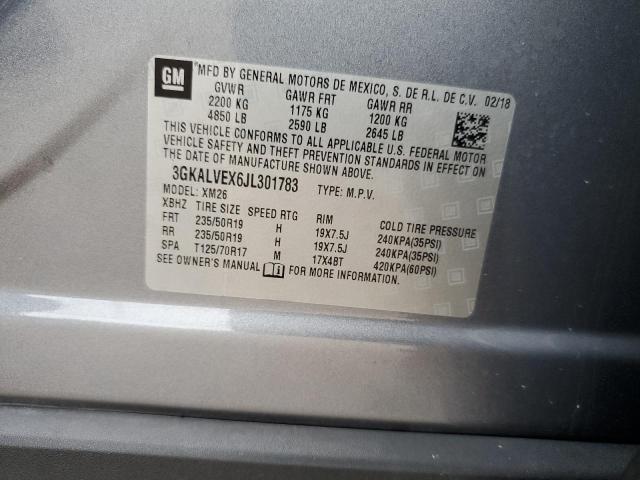 GM
MFD BY GENERAL MOTORS DE MEXICO, S. DE R.L. DE C.V. 02/18
GVWR GAWR FRT GAWR RR
2200 KG 1175 KG 1200 KG
4850 LB 2590 LB 2645 LB
THIS VEHICLE CONFORMS TO ALL APPLICABLE U.S. FEDERAL MOTOR
VEHICLE SAFETY AND THEFT PREVENTION STANDARDS IN EFFECT ON
THE DATE OF MANUFACTURE SHOWN ABOVE.
3GKALVEX6JL301783 TYPE: M.P.V.
MODEL: XM26
XBHZ TIRE SIZE SPEED RTG RIM COLD TIRE PRESSURE
FRT 235/50R19 H 19X7.5J 240KPA(35PSI)
RR 235/50R19 H 19X7.5J 240KPA(35PSI)
SPA T125/70R17 M 17X4BT 420KPA(60PSI)
SEE OWNER'S MANUAL FOR MORE INFORMATION.